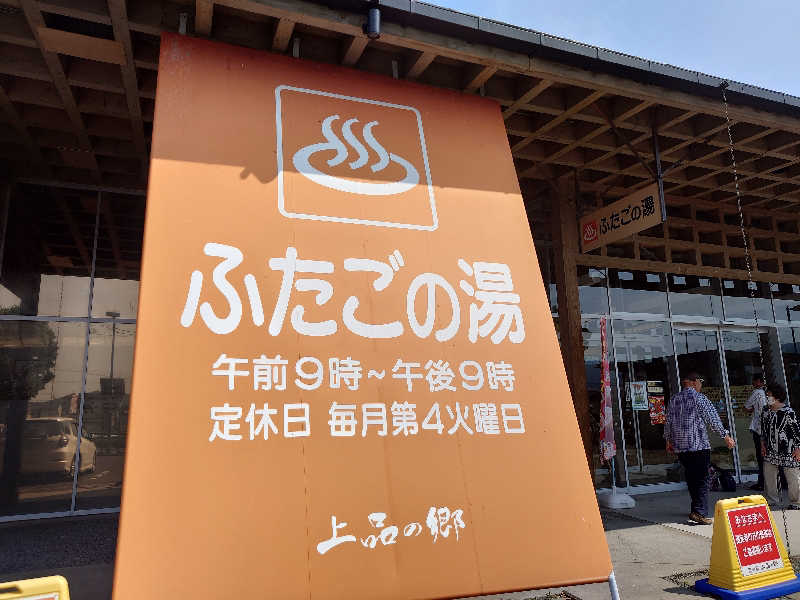 ふたごの湯
午前9時～午後9時
定休日 毎月第4火曜日
上品の郷
ふたごの湯